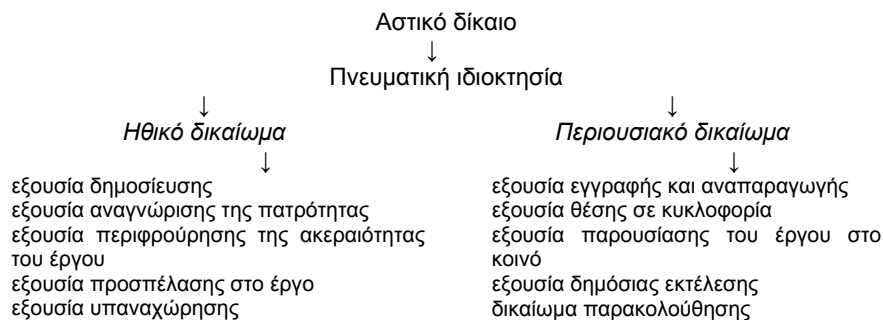 Αστικό δίκαιο
↓
Πνευματική ιδιοκτησία
↓ ↓
Ηθικό δικαίωμα Περιουσιακό δικαίωμα
↓ ↓
εξουσία δημοσίευσης
εξουσία αναγνώρισης της πατρότητας
εξουσία περιφρούρησης της ακεραιότητας
του έργου
εξουσία προσπέλασης στο έργο
εξουσία υπαναχώρησης
εξουσία εγγραφής και αναπαραγωγής
εξουσία θέσης σε κυκλοφορία
εξουσία παρουσίασης του έργου στο
κοινό
εξουσία δημόσιας εκτέλεσης
δικαίωμα παρακολούθησης